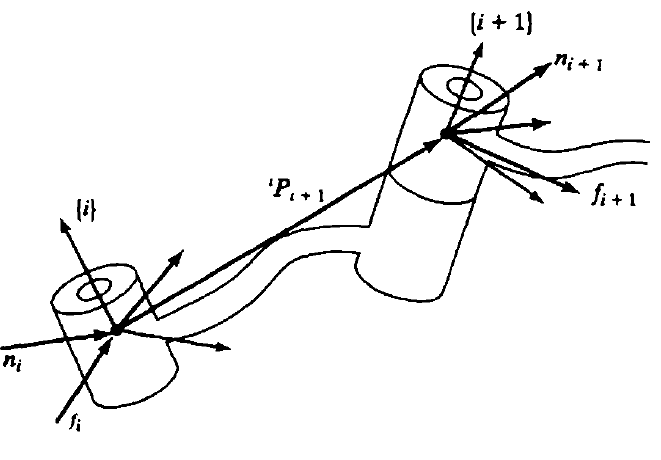 {i + 1}
n_{i + 1}
^iP_{i + 1}
f_{i + 1}
{i}
n_i
f_i